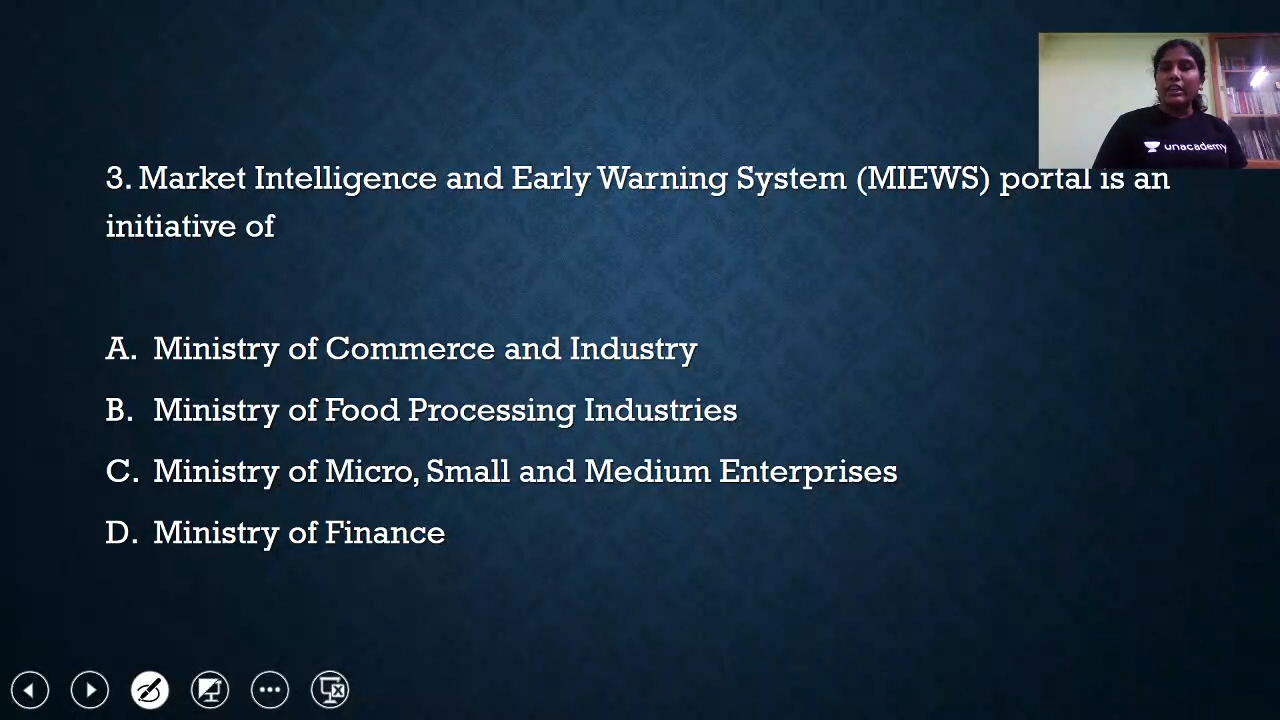 unacademy
3. Market Intelligence and Early Warning System (MIEWS) portal is an
initiative of
A. Ministry of Commerce and Industry
B. Ministry of Food Processing Industries
C. Ministry of Micro, Small and Medium Enterprises
D. Ministry of Finance